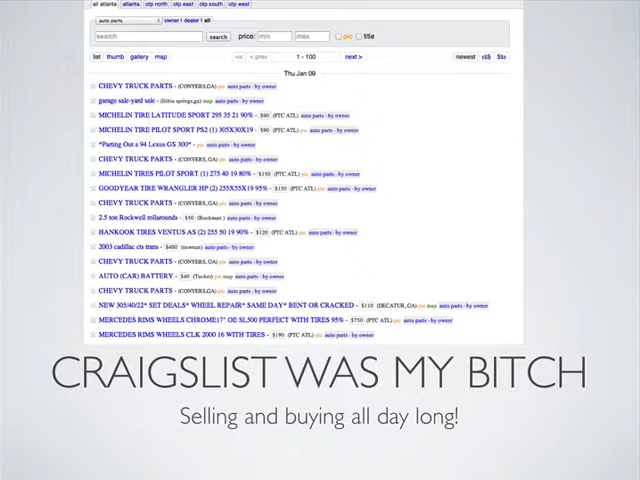 all atlanta atlanta otp north otp east otp south otp west
auto parts owner | dealer | all
search search price: min max pic title
list thumb gallery map << < prev 1 - 100 next > newest $$$ $$$
Thu Jan 09
CHEVY TRUCK PARTS - (CONYERS,GA) pic auto parts - by owner
garage sale-yard sale - (lithia springs,ga) map auto parts - by owner
MICHELIN TIRE LATITUDE SPORT 295 35 21 90% - $90 (PTC ATL) auto parts - by owner
MICHELIN TIRE PILOT SPORT PS2 (1) 305X30X19 - $90 (PTC ATL) pic auto parts - by owner
*Parting Out a 94 Lexus GS 300* - pic auto parts - by owner
CHEVY TRUCK PARTS - (CONYERS, GA) pic auto parts - by owner
MICHELIN TIRES PILOT SPORT (1) 275 40 19 80% - $150 (PTC ATL) pic auto parts - by owner
GOODYEAR TIRE WRANGLER HP (2) 255X55X19 95% - $150 (PTC ATL) pic auto parts - by owner
CHEVY TRUCK PARTS - (CONYERS, GA) pic auto parts - by owner
2.5 ton Rockwell rollarounds - $50 (Rockmart ) auto parts - by owner
HANKOOK TIRES VENTUS AS (2) 255 50 19 90% - $120 (PTC ATL) pic auto parts - by owner
2003 cadillac cts trans - $400 (newnan) auto parts - by owner
CHEVY TRUCK PARTS - (CONYERS,GA) pic auto parts - by owner
AUTO (CAR) BATTERY - $40 (Tucker) pic map auto parts - by owner
CHEVY TRUCK PARTS - (CONYERS,GA) pic auto parts - by owner
NEW 305/40/22* SET DEALS* WHEEL REPAIR* SAME DAY* BENT OR CRACKED - $110 (DECATUR, GA) pic map auto parts - by owner
MERCEDES RIMS WHEELS CHROME17" OE SL500 PERFECT WITH TIRES 95% - $750 (PTC ATL) pic auto parts - by owner
MERCEDES RIMS WHEELS CLK 2000 16 WITH TIRES - $190 (PTC ATL) pic auto parts - by owner
CRAIGSLIST WAS MY BITCH
Selling and buying all day long!